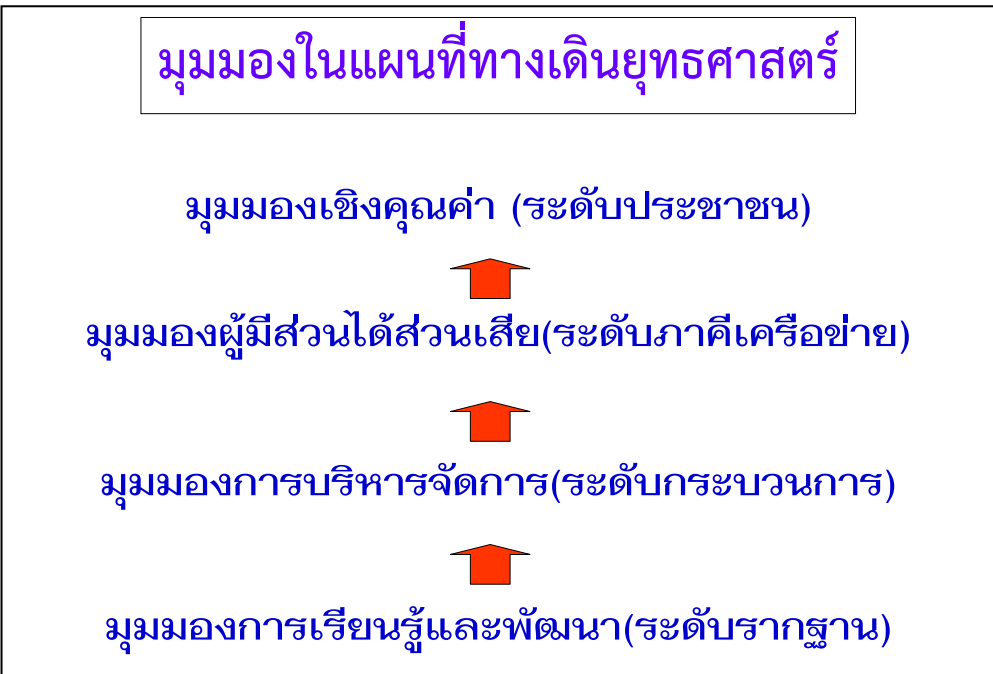 มุมมองในแผนที่ทางเดินยุทธศาสตร์
มุมมองเชิงคุณค่า (ระดับประชาชน)
มุมมองผู้มีส่วนได้ส่วนเสีย(ระดับภาคีเครือข่าย)
มุมมองการบริหารจัดการ(ระดับกระบวนการ)
มุมมองการเรียนรู้และพัฒนา(ระดับรากฐาน)